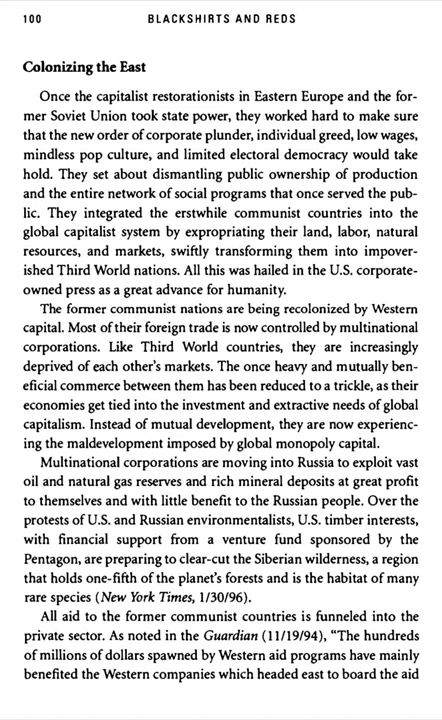 100 BLACKSHIRTS AND REDS
Colonizing the East
Once the capitalist restorationists in Eastern Europe and the for-
mer Soviet Union took state power, they worked hard to make sure
that the new order of corporate plunder, individual greed, low wages,
mindless pop culture, and limited electoral democracy would take
hold. They set about dismantling public ownership of production
and the entire network of social programs that once served the pub-
lic. They integrated the erstwhile communist countries into the
global capitalist system by expropriating their land, labor, natural
resources, and markets, swiftly transforming them into impover-
ished Third World nations. All this was hailed in the U.S. corporate-
owned press as a great advance for humanity.
The former communist nations are being recolonized by Western
capital. Most of their foreign trade is now controlled by multinational
corporations. Like Third World countries, they are increasingly
deprived of each other's markets. The once heavy and mutually ben-
eficial commerce between them has been reduced to a trickle, as their
economies get tied into the investment and extractive needs of global
capitalism. Instead of mutual development, they are now experienc-
ing the maldevelopment imposed by global monopoly capital.
Multinational corporations are moving into Russia to exploit vast
oil and natural gas reserves and rich mineral deposits at great profit
to themselves and with little benefit to the Russian people. Over the
protests of U.S. and Russian environmentalists, U.S. timber interests,
with financial support from a venture fund sponsored by the
Pentagon, are preparing to clear-cut the Siberian wilderness, a region
that holds one-fifth of the planet's forests and is the habitat of many
rare species (New York Times, 1/30/96).
All aid to the former communist countries is funneled into the
private sector. As noted in the Guardian (11/19/94), "The hundreds
of millions of dollars spawned by Western aid programs have mainly
benefited the Western companies which headed east to board the aid